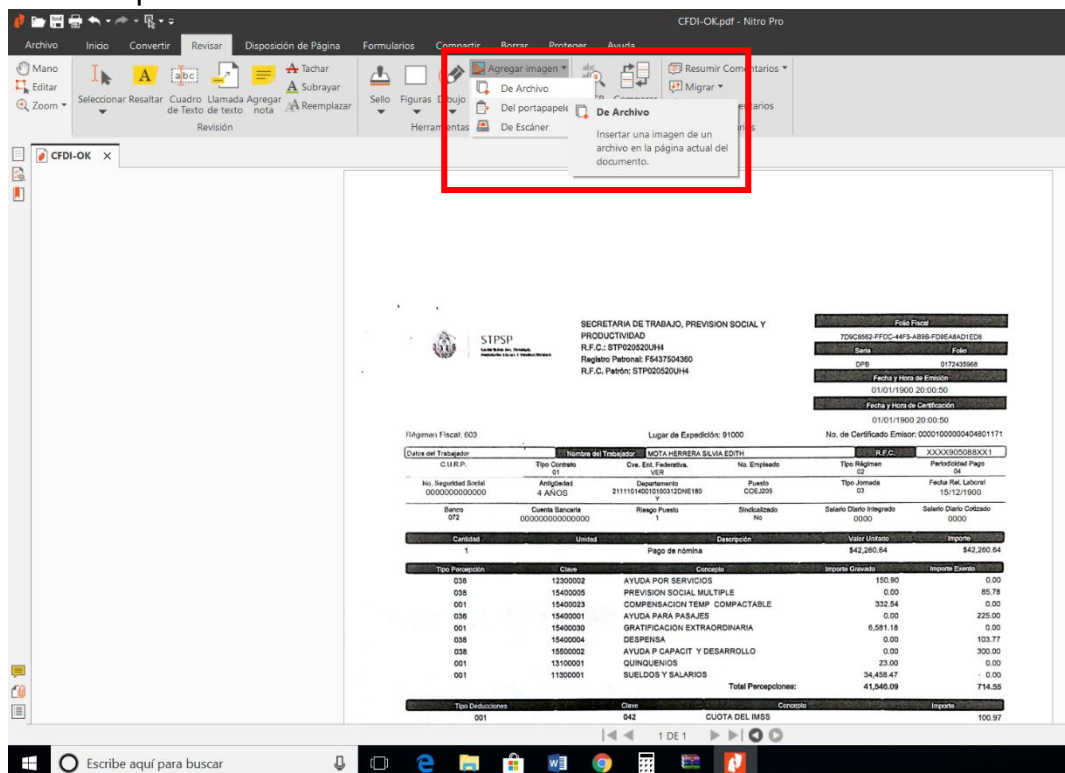 CFDI-OK.pdf - Nitro Pro
Archivo Inicio Convertir Revisar Disposición de Página Formularios Compartir Borrar Proteger Ayuda
Mano
Editar
Zoom
Seleccionar Resaltar Cuadro de Texto Llamada de texto Agregar nota
Tachar
Subrayar
Reemplazar
Revisión
Sello Figuras Dibujo
Herramentas
Agregar imagen
De Archivo
Del portapapele
De Escáner
De Archivo
Insertar una imagen de un
archivo en la página actual del
documento.
Comparar
Resumir Comentarios
Migrar
CFDI-OK X
STPSP
SECRETARIA DE TRABAJO, PREVISION SOCIAL Y
PRODUCTIVIDAD
R.F.C.: STP020520UH4
Registro Patronal: F6437504360
R.F.C. Patrón: STP020520UH4
Folio Fiscal
7D9C9562-FFDC-44F5-AB9B-FD9EA8AD1ED8
Serie Folio
DPB 0172435968
Fecha y Hora de Emisión
01/01/1900 20:00:50
Fecha y Hora de Certificación
01/01/1900 20:00:50
Régimen Fiscal: 603 Lugar de Expedición: 91000 No. de Certificado Emisor: 00001000000404801171
Datos del Trabajador Nombre del Trabajador MOTA HERRERA SILVIA EDITH R.F.C. XXXX905088XX1
C.U.R.P. Tipo Contrato Cve. Ent. Federativa. No. Empleado Tipo Régimen Periodicidad Pago
01 VER 02 04
No. Seguridad Social Antigüedad Departamento Puesto Tipo Jornada Fecha Rel. Laboral
0000000000000 4 AÑOS 211110140010100312DNE180 COEJ205 03 15/12/1900
Y
Banco Cuenta Bancaria Riesgo Puesto Sindicalizado Salario Diario Integrado Salario Diario Cotizado
072 000000000000000 1 No 0000 0000
Cantidad Unidad Descripción Valor Unitario Importe
1 Pago de nómina $42,260.64 $42,260.64
Tipo Percepción Clave Concepto Importe Gravado Importe Exento
038 12300002 AYUDA POR SERVICIOS 150.90 0.00
038 15400005 PREVISION SOCIAL MULTIPLE 0.00 85.78
001 15400023 COMPENSACION TEMP COMPACTABLE 332.54 0.00
036 15400001 AYUDA PARA PASAJES 0.00 225.00
001 15400030 GRATIFICACION EXTRAORDINARIA 6,581.18 0.00
038 15400004 DESPENSA 0.00 103.77
038 15500002 AYUDA P CAPACIT Y DESARROLLO 0.00 300.00
001 13100001 QUINQUENIOS 23.00 0.00
001 11300001 SUELDOS Y SALARIOS 34,458.47 0.00
Total Percepciones: 41,546.09 714.55
Tipo Deducciones Clave Concepto Importe
001 042 CUOTA DEL IMSS 100.97
1 DE 1
Escribe aquí para buscar